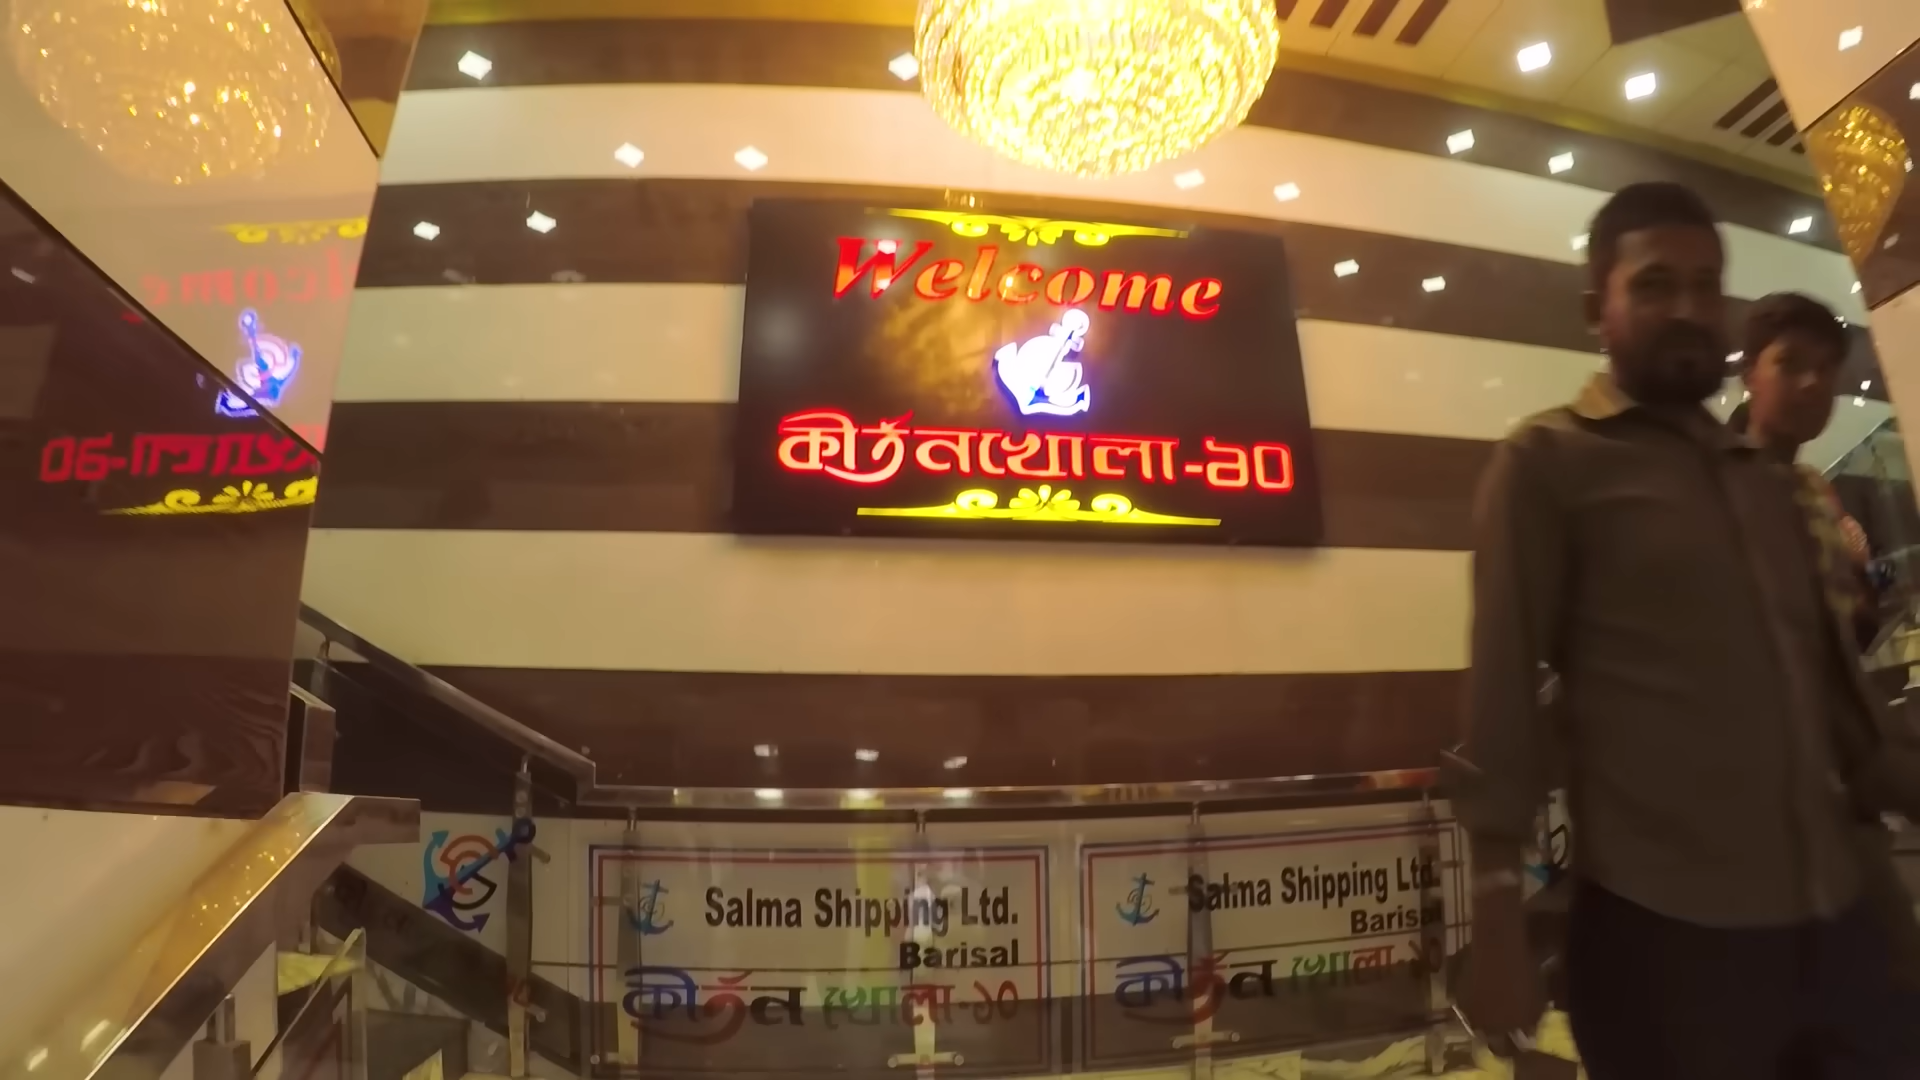 Welcome
কীর্তনখোলা-১০
Salma Shipping Ltd.
Barisal
কীর্তন খোলা-১০
Salma Shipping Ltd.
Barisal
কীর্তন খোলা-১০